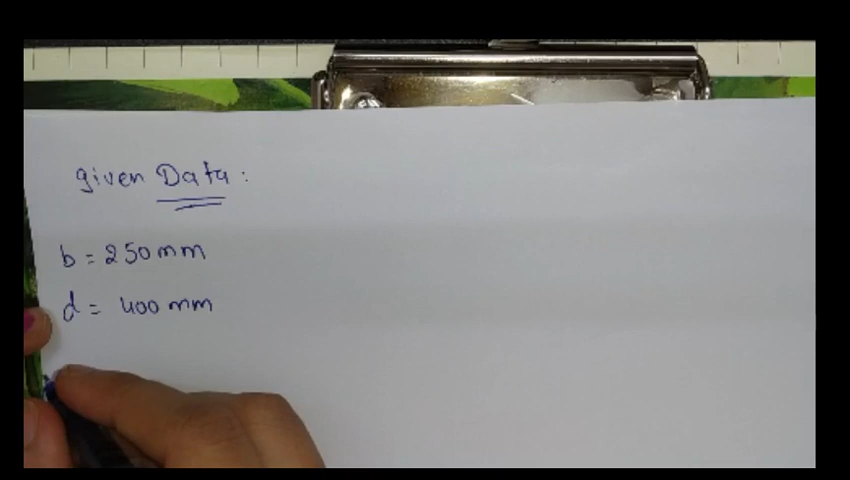 given Data :
b = 250 mm
d = 400 mm